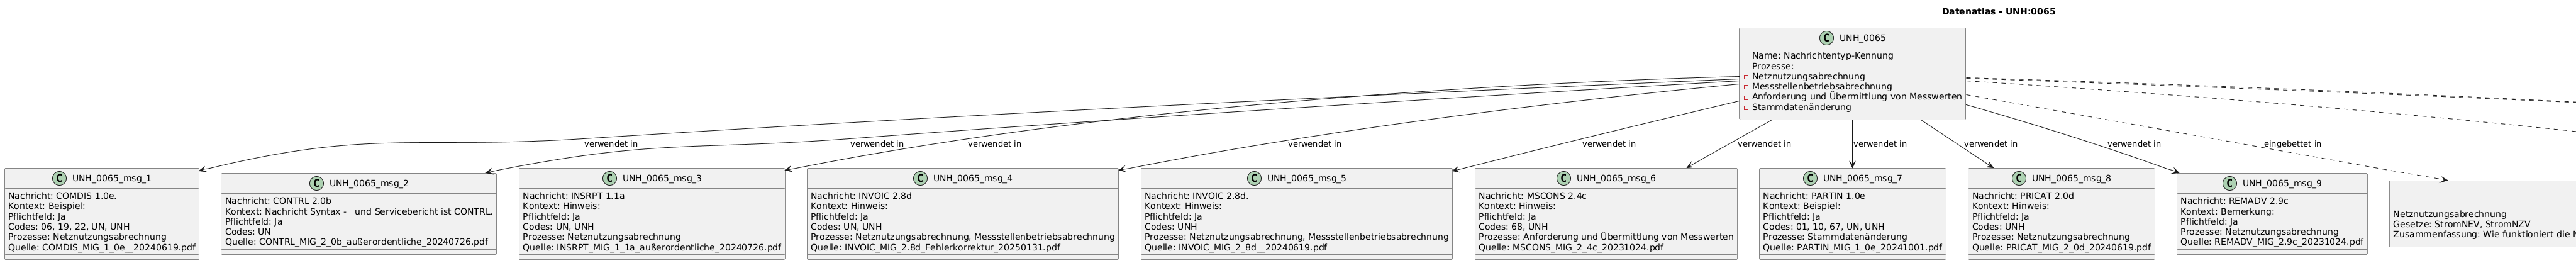 Datenatlas - UNH:0065
C UNH_0065
Name: Nachrichtentyp-Kennung
Prozesse:
Netznutzungsabrechnung
Messstellenbetriebsabrechnung
Anforderung und Übermittlung von Messwerten
Stammdatenänderung
verwendet in
verwendet in
verwendet in
verwendet in
verwendet in
verwendet in
verwendet in
verwendet in
verwendet in
eingebettet in
C UNH_0065_msg_1
Nachricht: COMDIS 1.0e.
Kontext: Beispiel:
Pflichtfeld: Ja
Codes: 06, 19, 22, UN, UNH
Prozesse: Netznutzungsabrechnung
Quelle: COMDIS_MIG_1_0e__20240619.pdf
C UNH_0065_msg_2
Nachricht: CONTRL 2.0b
Kontext: Nachricht Syntax - und Servicebericht ist CONTRL.
Pflichtfeld: Ja
Codes: UN
Quelle: CONTRL_MIG_2_0b_außerordentliche_20240726.pdf
C UNH_0065_msg_3
Nachricht: INSRPT 1.1a
Kontext: Hinweis:
Pflichtfeld: Ja
Codes: UN, UNH
Prozesse: Netznutzungsabrechnung
Quelle: INSRPT_MIG_1_1a_außerordentliche_20240726.pdf
C UNH_0065_msg_4
Nachricht: INVOIC 2.8d
Kontext: Hinweis:
Pflichtfeld: Ja
Codes: UN, UNH
Prozesse: Netznutzungsabrechnung, Messstellenbetriebsabrechnung
Quelle: INVOIC_MIG_2.8d_Fehlerkorrektur_20250131.pdf
C UNH_0065_msg_5
Nachricht: INVOIC 2.8d.
Kontext: Hinweis:
Pflichtfeld: Ja
Codes: UNH
Prozesse: Netznutzungsabrechnung, Messstellenbetriebsabrechnung
Quelle: INVOIC_MIG_2_8d__20240619.pdf
C UNH_0065_msg_6
Nachricht: MSCONS 2.4c
Kontext: Hinweis:
Pflichtfeld: Ja
Codes: 68, UNH
Prozesse: Anforderung und Übermittlung von Messwerten
Quelle: MSCONS_MIG_2_4c_20231024.pdf
C UNH_0065_msg_7
Nachricht: PARTIN 1.0e
Kontext: Beispiel:
Pflichtfeld: Ja
Codes: 01, 10, 67, UN, UNH
Prozesse: Stammdatenänderung
Quelle: PARTIN_MIG_1_0e_20241001.pdf
C UNH_0065_msg_8
Nachricht: PRICAT 2.0d
Kontext: Hinweis:
Pflichtfeld: Ja
Codes: UNH
Prozesse: Netznutzungsabrechnung
Quelle: PRICAT_MIG_2_0d_20240619.pdf
C UNH_0065_msg_9
Nachricht: REMADV 2.9c
Kontext: Bemerkung:
Pflichtfeld: Ja
Prozesse: Netznutzungsabrechnung
Quelle: REMADV_MIG_2.9c_20231024.pdf
Netznutzungsabrechnung
Gesetze: StromNEV, StromNZV
Zusammenfassung: Wie funktioniert die